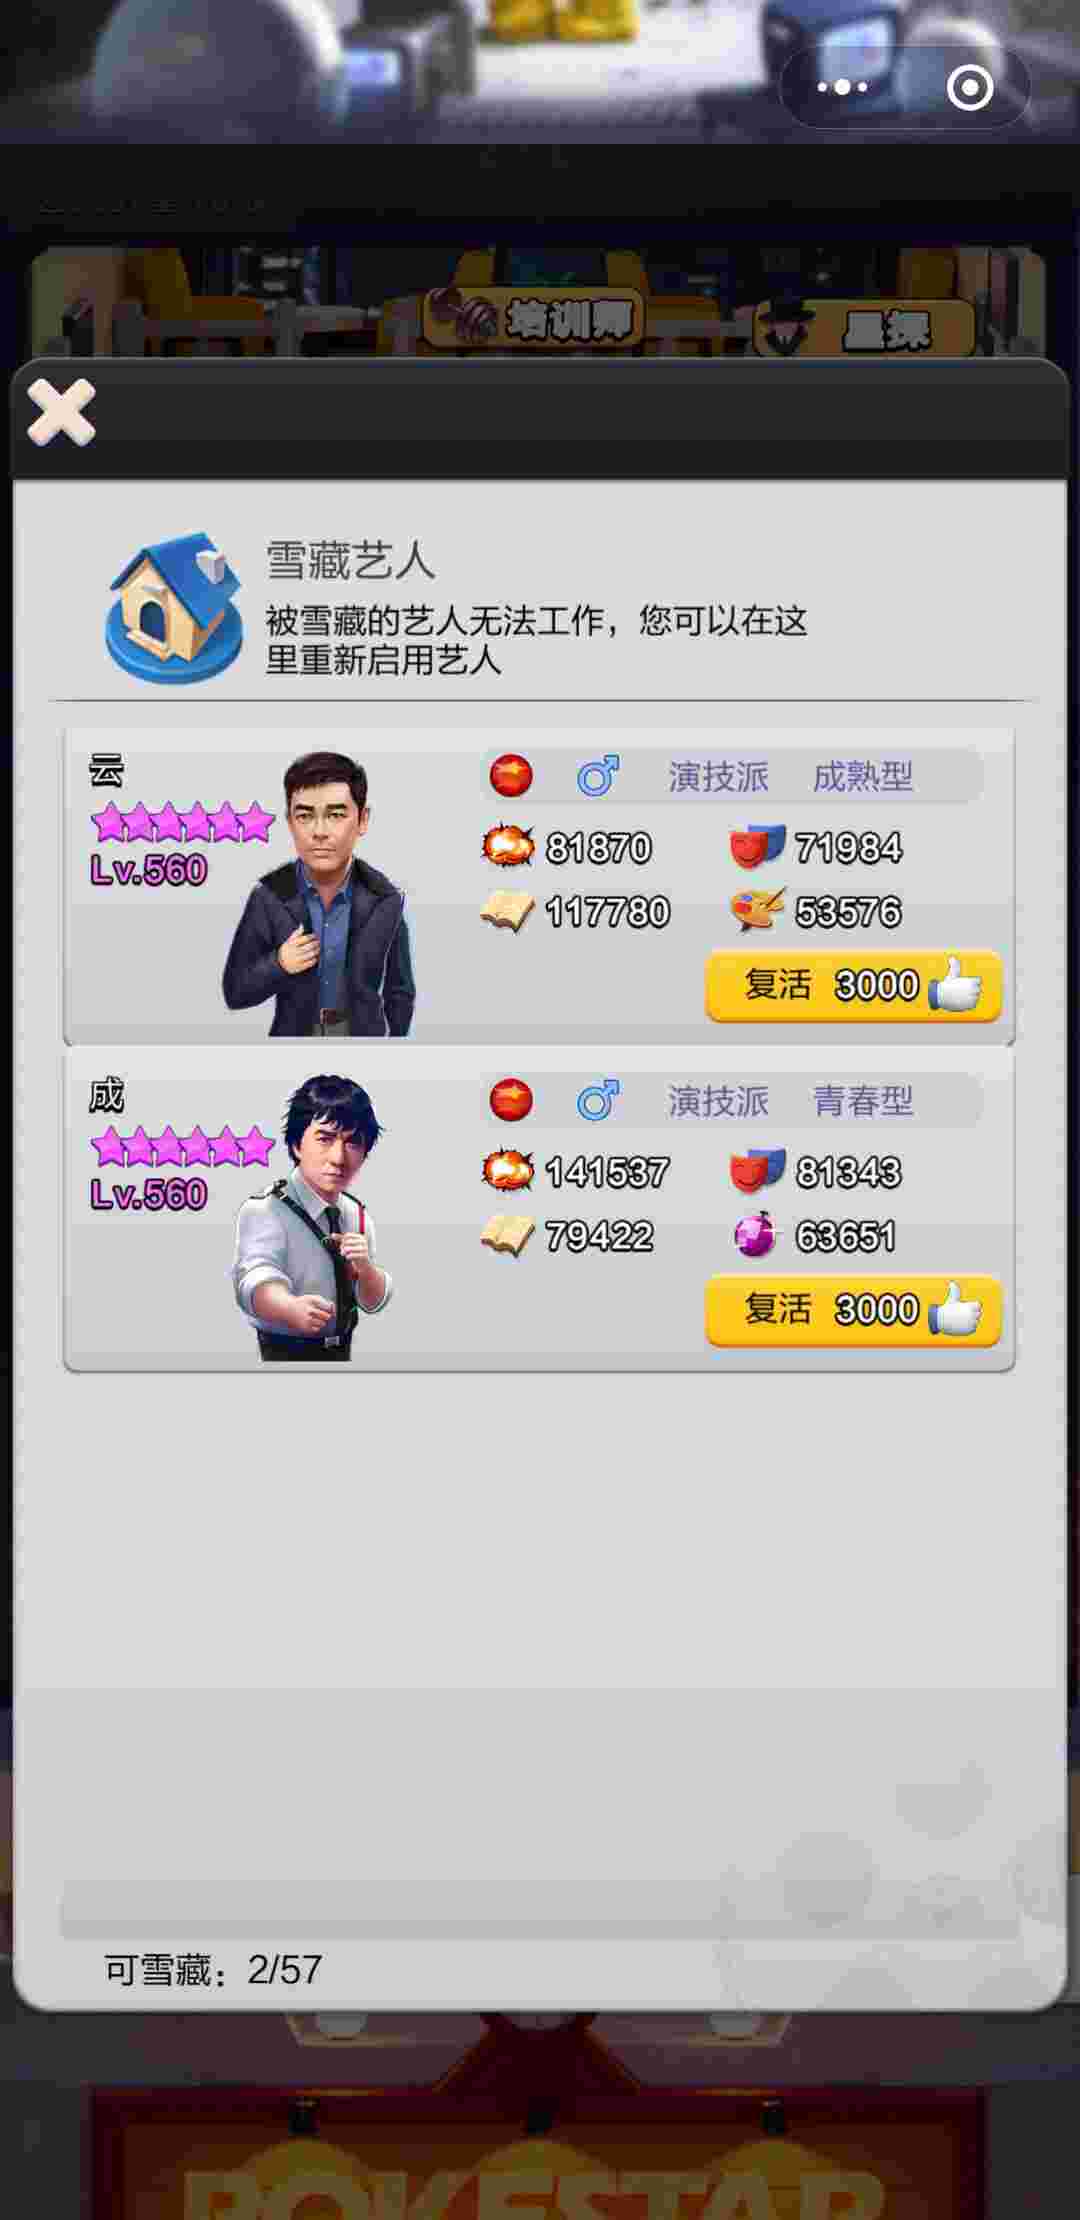 培训师
星探
雪藏艺人
被雪藏的艺人无法工作，您可以在这
里重新启用艺人
云
演技派 成熟型
Lv.560
81870 71984
117780 53576
复活 3000
成
演技派 青春型
Lv.560
141537 81343
79422 63651
复活 3000
可雪藏：2/57
POKESTAR